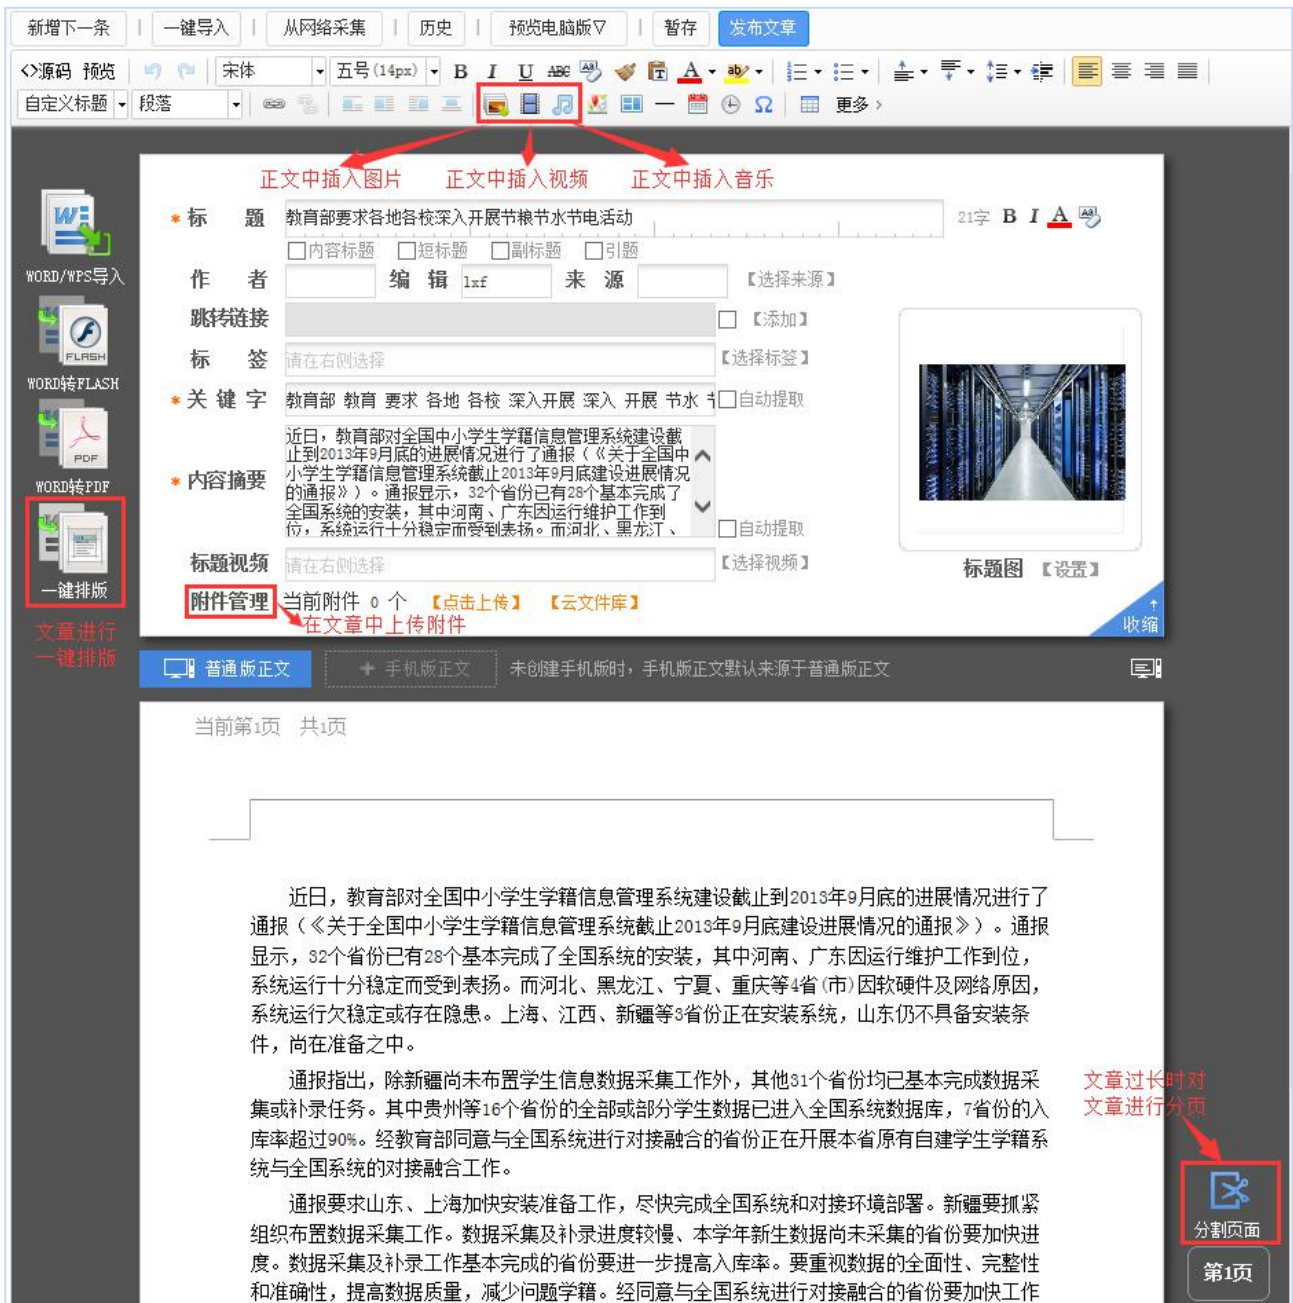 新增下一条 一键导入 从网络采集 历史 预览电脑版▽ 暂存 发布文章
<>源码 预览 宋体 五号(14px) B I U ABC A ab
自定义标题 段落 Ω 更多
正文中插入图片 正文中插入视频 正文中插入音乐
*标 题 教育部要求各地各校深入开展节粮节水节电活动 21字 B I A
内容标题 短标题 副标题 引题
WORD/WPS导入
作 者 编 辑 lxf 来 源 【选择来源】
跳转链接 【添加】
FLASH
标 签 请在右侧选择 【选择标签】
WORD转FLASH
*关 键 字 教育部 教育 要求 各地 各校 深入开展 深入 开展 节水 自动提取
PDF
WORD转PDF
*内容摘要
近日，教育部对全国中小学生学籍信息管理系统建设截
止到2013年9月底的进展情况进行了通报（《关于全国中
小学生学籍信息管理系统截止2013年9月底建设进展情况
的通报》）。通报显示，32个省份已有28个基本完成了
全国系统的安装，其中河南、广东因运行维护工作到
位，系统运行十分稳定而受到表扬。而河北、黑龙江、
自动提取
标题视频 请在右侧选择 【选择视频】
标题图 【设置】
一键排版
附件管理 当前附件 0 个 【点击上传】 【云文件库】
在文章中上传附件
收缩
文章进行
一键排版
普通版正文 + 手机版正文 未创建手机版时，手机版正文默认来源于普通版正文
当前第1页 共1页
近日，教育部对全国中小学生学籍信息管理系统建设截止到2013年9月底的进展情况进行了
通报（《关于全国中小学生学籍信息管理系统截止2013年9月底建设进展情况的通报》）。通报
显示，32个省份已有28个基本完成了全国系统的安装，其中河南、广东因运行维护工作到位，
系统运行十分稳定而受到表扬。而河北、黑龙江、宁夏、重庆等4省(市)因软硬件及网络原因，
系统运行欠稳定或存在隐患。上海、江西、新疆等3省份正在安装系统，山东仍不具备安装条
件，尚在准备之中。
通报指出，除新疆尚未布置学生信息数据采集工作外，其他31个省份均已基本完成数据采
集或补录任务。其中贵州等16个省份的全部或部分学生数据已进入全国系统数据库，7省份的入
库率超过90%。经教育部同意与全国系统进行对接融合的省份正在开展本省原有自建学生学籍系
统与全国系统的对接融合工作。
文章过长时对
文章进行分页
通报要求山东、上海加快安装准备工作，尽快完成全国系统和对接环境部署。新疆要抓紧
组织布置数据采集工作。数据采集及补录进度较慢、本学年新生数据尚未采集的省份要加快进
度。数据采集及补录工作基本完成的省份要进一步提高入库率。要重视数据的全面性、完整性
和准确性，提高数据质量，减少问题学籍。经同意与全国系统进行对接融合的省份要加快工作
分割页面
第1页